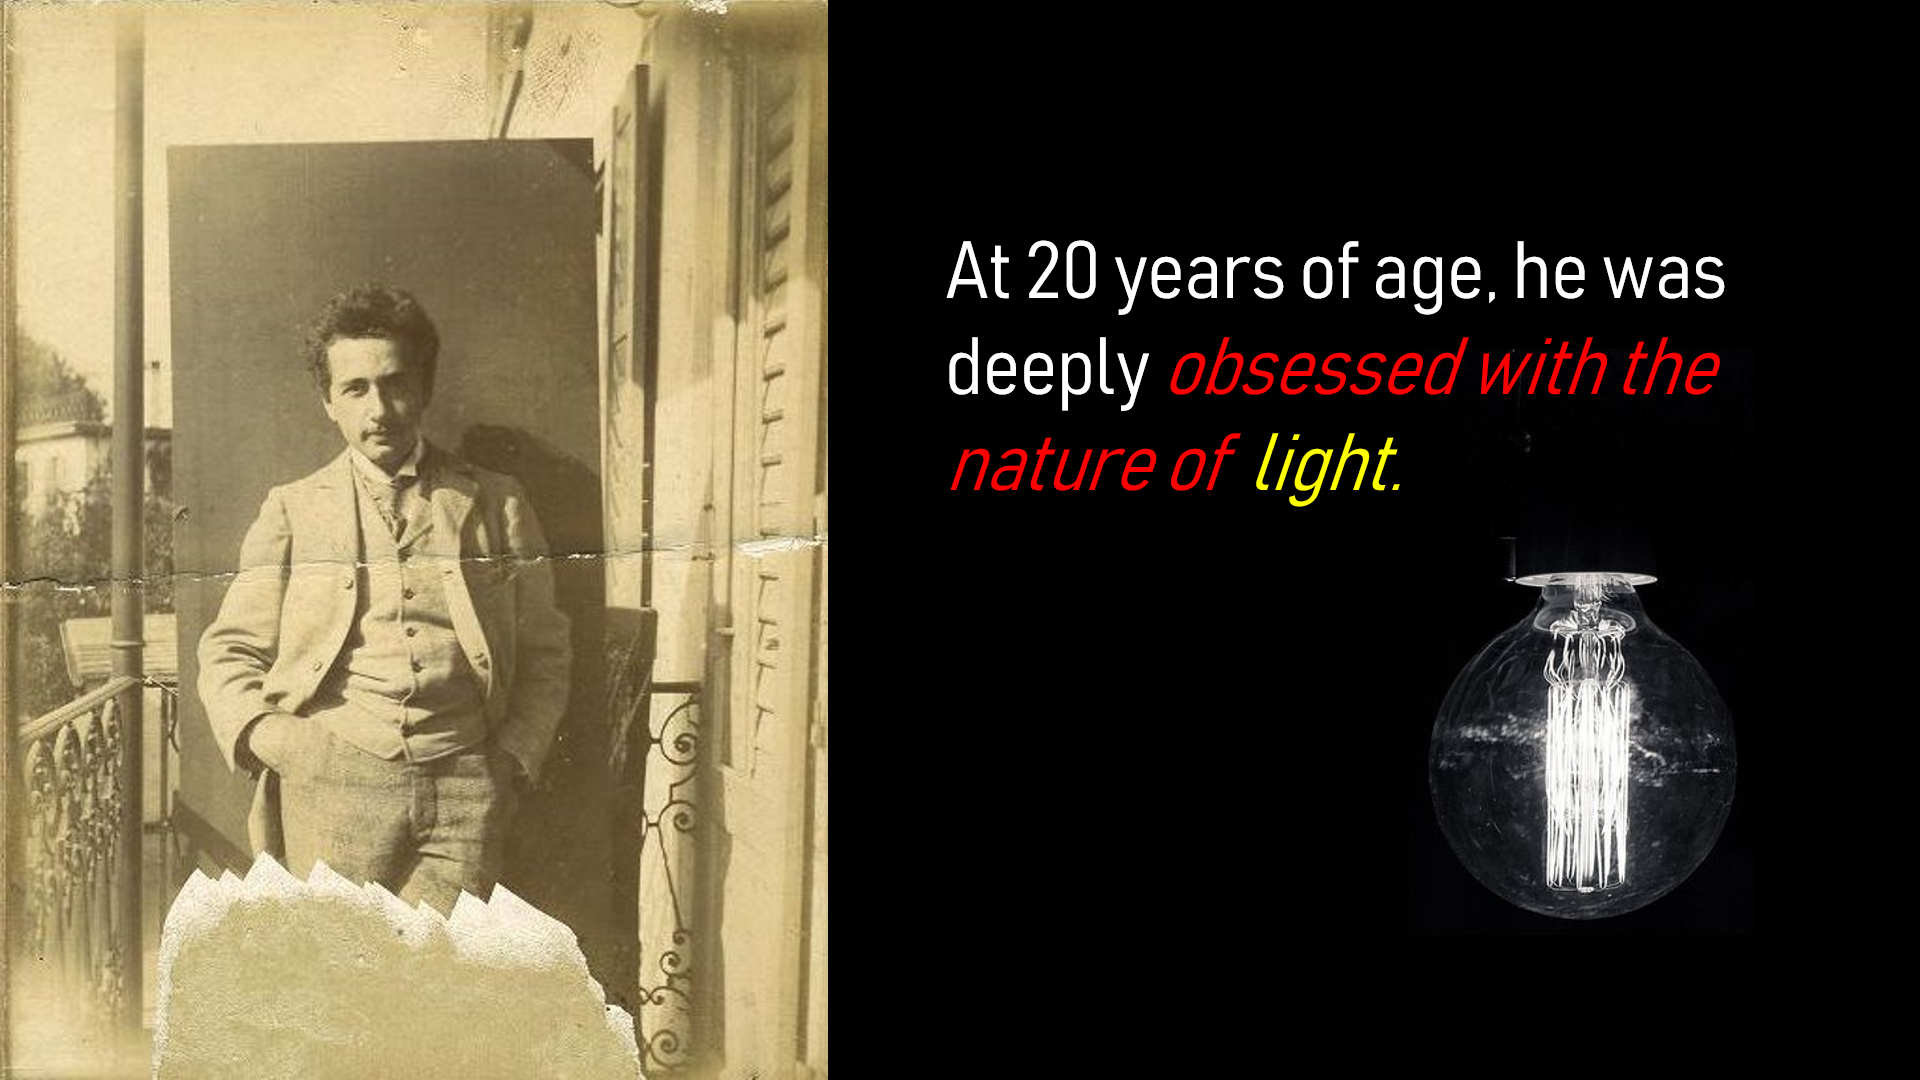 At 20 years of age, he was
deeply obsessed with the
nature of light.